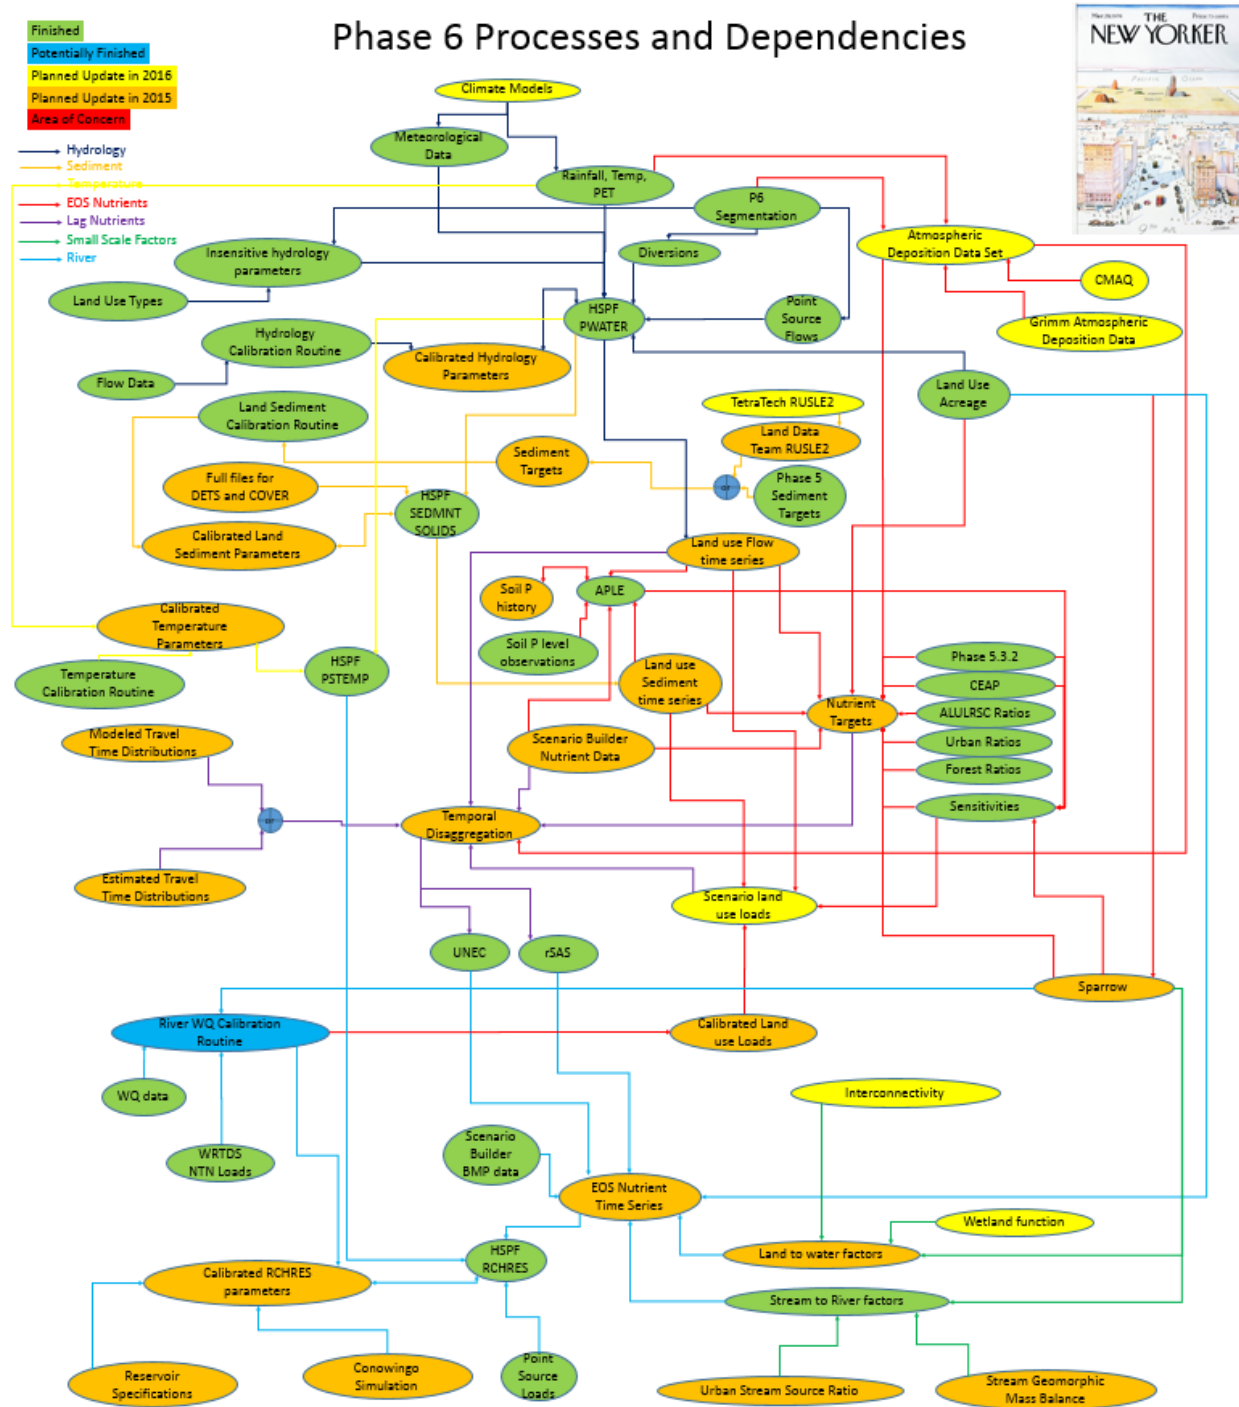 Phase 6 Processes and Dependencies
Finished
Potentially Finished
Planned Update in 2016
Planned Update in 2015
Area of Concern
Hydrology
Sediment
Temperature
EOS Nutrients
Lag Nutrients
Small Scale Factors
River
THE
NEW YORKER
Climate Models
Meteorological
Data
Rainfall, Temp,
PET
P6
Segmentation
Atmospheric
Deposition Data Set
Insensitive hydrology
parameters
Diversions
CMAQ
Land Use Types
HSPF
PWATER
Point
Source
Flows
Grimm Atmospheric
Deposition Data
Hydrology
Calibration Routine
Calibrated Hydrology
Parameters
Flow Data
Land Use
Acreage
Land Sediment
Calibration Routine
TetraTech RUSLE2
Land Data
Team RUSLE2
Sediment
Targets
Full files for
DETS and COVER
or
Phase 5
Sediment
Targets
HSPF
SEDMNT
SOLIDS
Calibrated Land
Sediment Parameters
Land use Flow
time series
Soil P
history
APLE
Calibrated
Temperature
Parameters
Soil P level
observations
Phase 5.3.2
HSPF
PSTEMP
Temperature
Calibration Routine
Land use
Sediment
time series
CEAP
Nutrient
Targets
ALULRSC Ratios
Modeled Travel
Time Distributions
Scenario Builder
Nutrient Data
Urban Ratios
Forest Ratios
Sensitivities
or
Temporal
Disaggregation
Estimated Travel
Time Distributions
Scenario land
use loads
UNEC
rSAS
Sparrow
River WQ Calibration
Routine
Calibrated Land
use Loads
WQ data
Interconnectivity
WRTDS
NTN Loads
Scenario
Builder
BMP data
EOS Nutrient
Time Series
Wetland function
HSPF
RCHRES
Land to water factors
Calibrated RCHRES
parameters
Stream to River factors
Reservoir
Specifications
Conowingo
Simulation
Point
Source
Loads
Urban Stream Source Ratio
Stream Geomorphic
Mass Balance